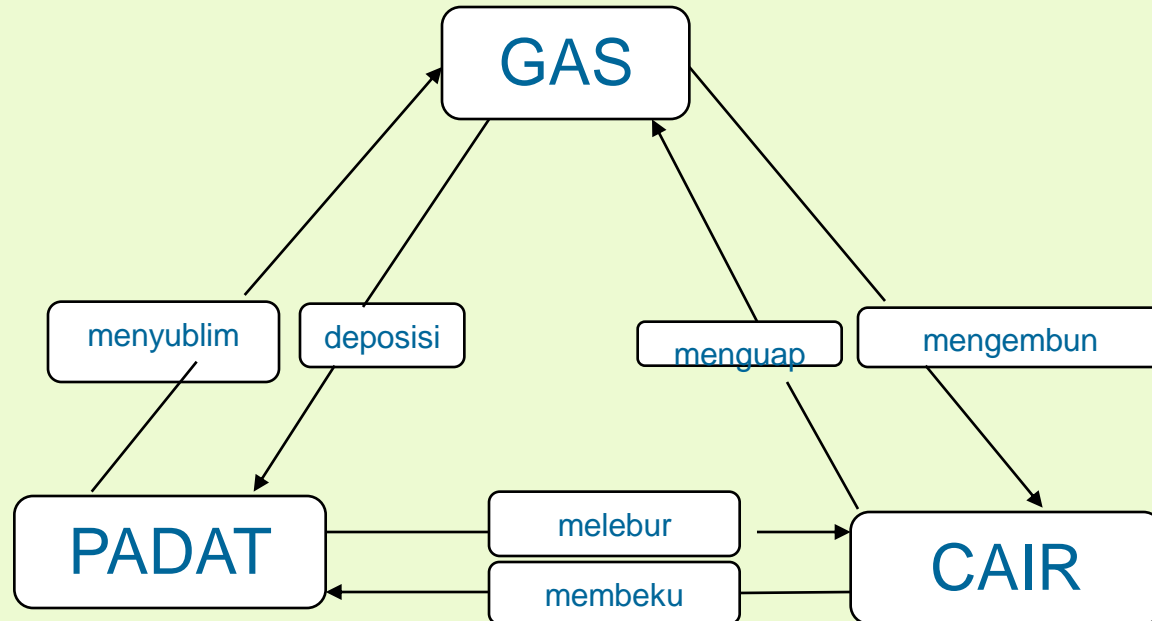 GAS
menyublim
deposisi
menguap
mengembun
PADAT
melebur
membeku
CAIR